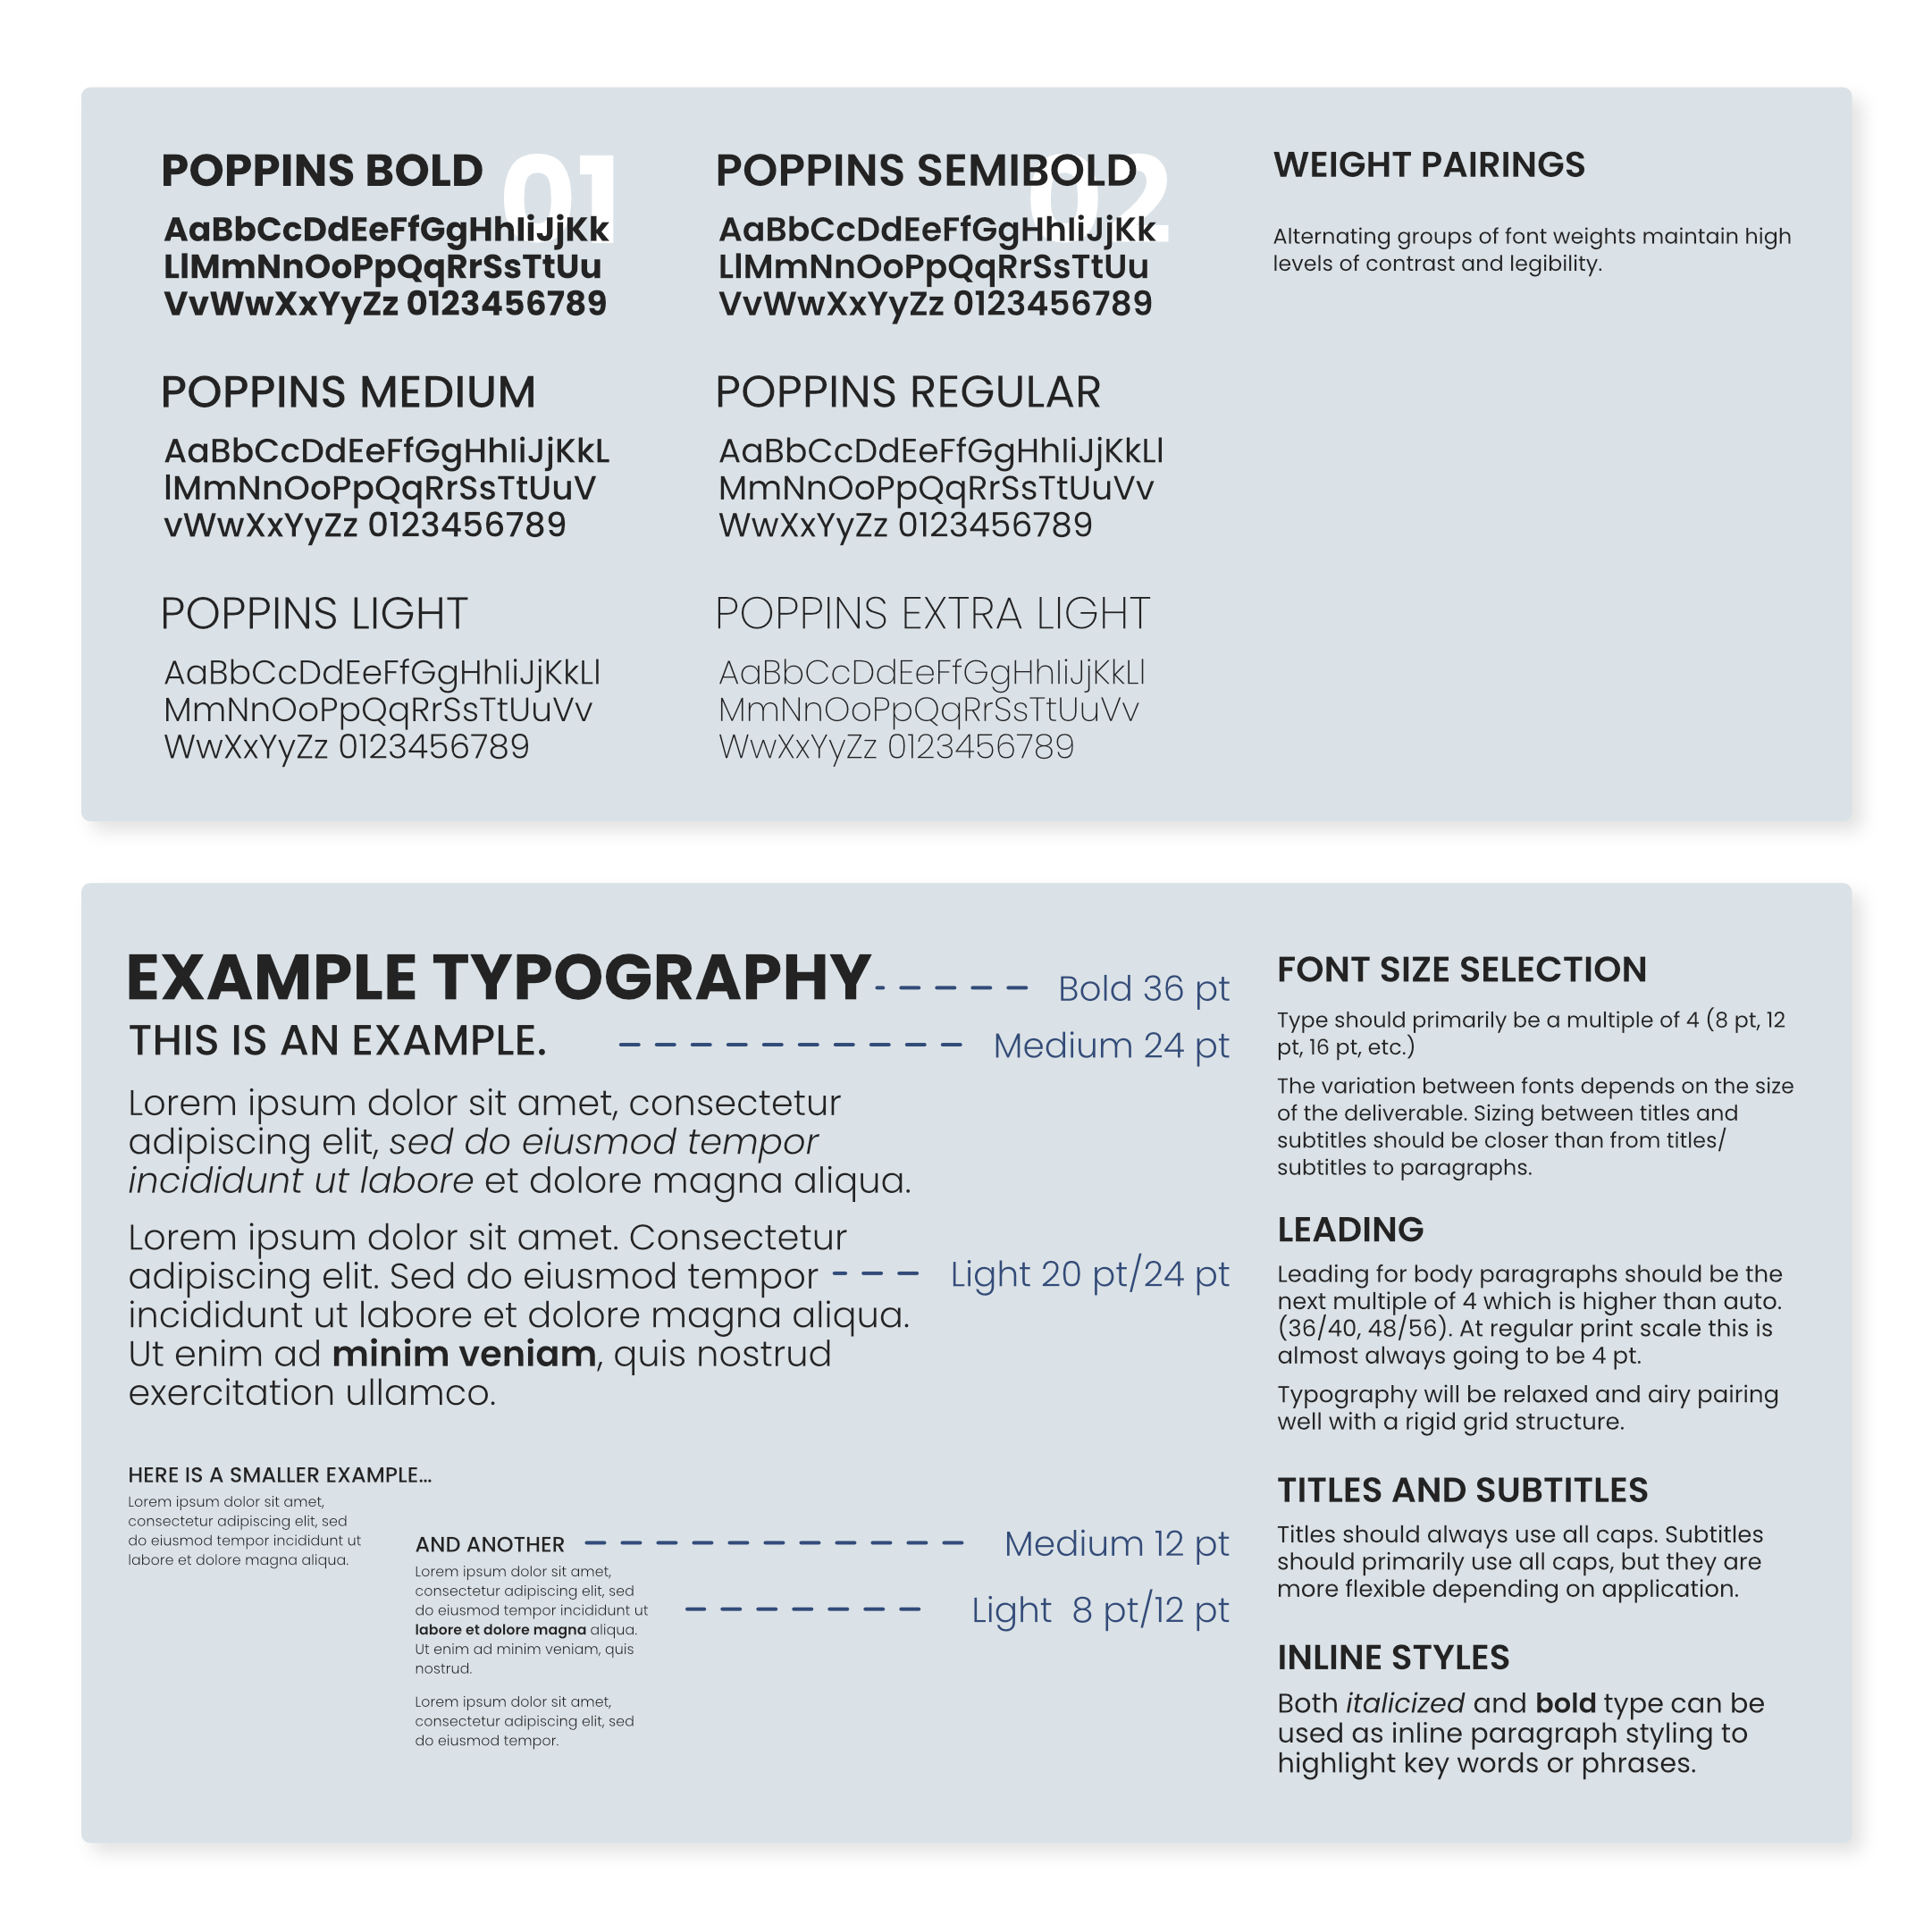 POPPINS BOLD
01
AaBbCcDdEeFfGgHhIiJjKk
LlMmNnOoPpQqRrSsTtUu
VvWwXxYyZz 0123456789
POPPINS SEMIBOLD
02
AaBbCcDdEeFfGgHhIiJjKk
LlMmNnOoPpQqRrSsTtUu
VvWwXxYyZz 0123456789
POPPINS MEDIUM
AaBbCcDdEeFfGgHhIiJjKkL
lMmNnOoPpQqRrSsTtUuV
vWwXxYyZz 0123456789
POPPINS REGULAR
AaBbCcDdEeFfGgHhIiJjKkLl
MmNnOoPpQqRrSsTtUuVv
WwXxYyZz 0123456789
POPPINS LIGHT
AaBbCcDdEeFfGgHhIiJjKkLl
MmNnOoPpQqRrSsTtUuVv
WwXxYyZz 0123456789
POPPINS EXTRA LIGHT
AaBbCcDdEeFfGgHhIiJjKkLl
MmNnOoPpQqRrSsTtUuVv
WwXxYyZz 0123456789
WEIGHT PAIRINGS
Alternating groups of font weights maintain high
levels of contrast and legibility.
EXAMPLE TYPOGRAPHY
Bold 36 pt
THIS IS AN EXAMPLE.
Medium 24 pt
Lorem ipsum dolor sit amet, consectetur
adipiscing elit, sed do eiusmod tempor
incididunt ut labore et dolore magna aliqua.
Lorem ipsum dolor sit amet. Consectetur
adipiscing elit. Sed do eiusmod tempor
incididunt ut labore et dolore magna aliqua.
Ut enim ad minim veniam, quis nostrud
exercitation ullamco.
Light 20 pt/24 pt
HERE IS A SMALLER EXAMPLE...
Lorem ipsum dolor sit amet,
consectetur adipiscing elit, sed
do eiusmod tempor incididunt ut
labore et dolore magna aliqua.
AND ANOTHER
Medium 12 pt
Lorem ipsum dolor sit amet,
consectetur adipiscing elit, sed
do eiusmod tempor incididunt ut
labore et dolore magna aliqua.
Ut enim ad minim veniam, quis
nostrud.
Light  8 pt/12 pt
Lorem ipsum dolor sit amet,
consectetur adipiscing elit, sed
do eiusmod tempor.
FONT SIZE SELECTION
Type should primarily be a multiple of 4 (8 pt, 12
pt, 16 pt, etc.)
The variation between fonts depends on the size
of the deliverable. Sizing between titles and
subtitles should be closer than from titles/
subtitles to paragraphs.
LEADING
Leading for body paragraphs should be the
next multiple of 4 which is higher than auto.
(36/40, 48/56). At regular print scale this is
almost always going to be 4 pt.
Typography will be relaxed and airy pairing
well with a rigid grid structure.
TITLES AND SUBTITLES
Titles should always use all caps. Subtitles
should primarily use all caps, but they are
more flexible depending on application.
INLINE STYLES
Both italicized and bold type can be
used as inline paragraph styling to
highlight key words or phrases.